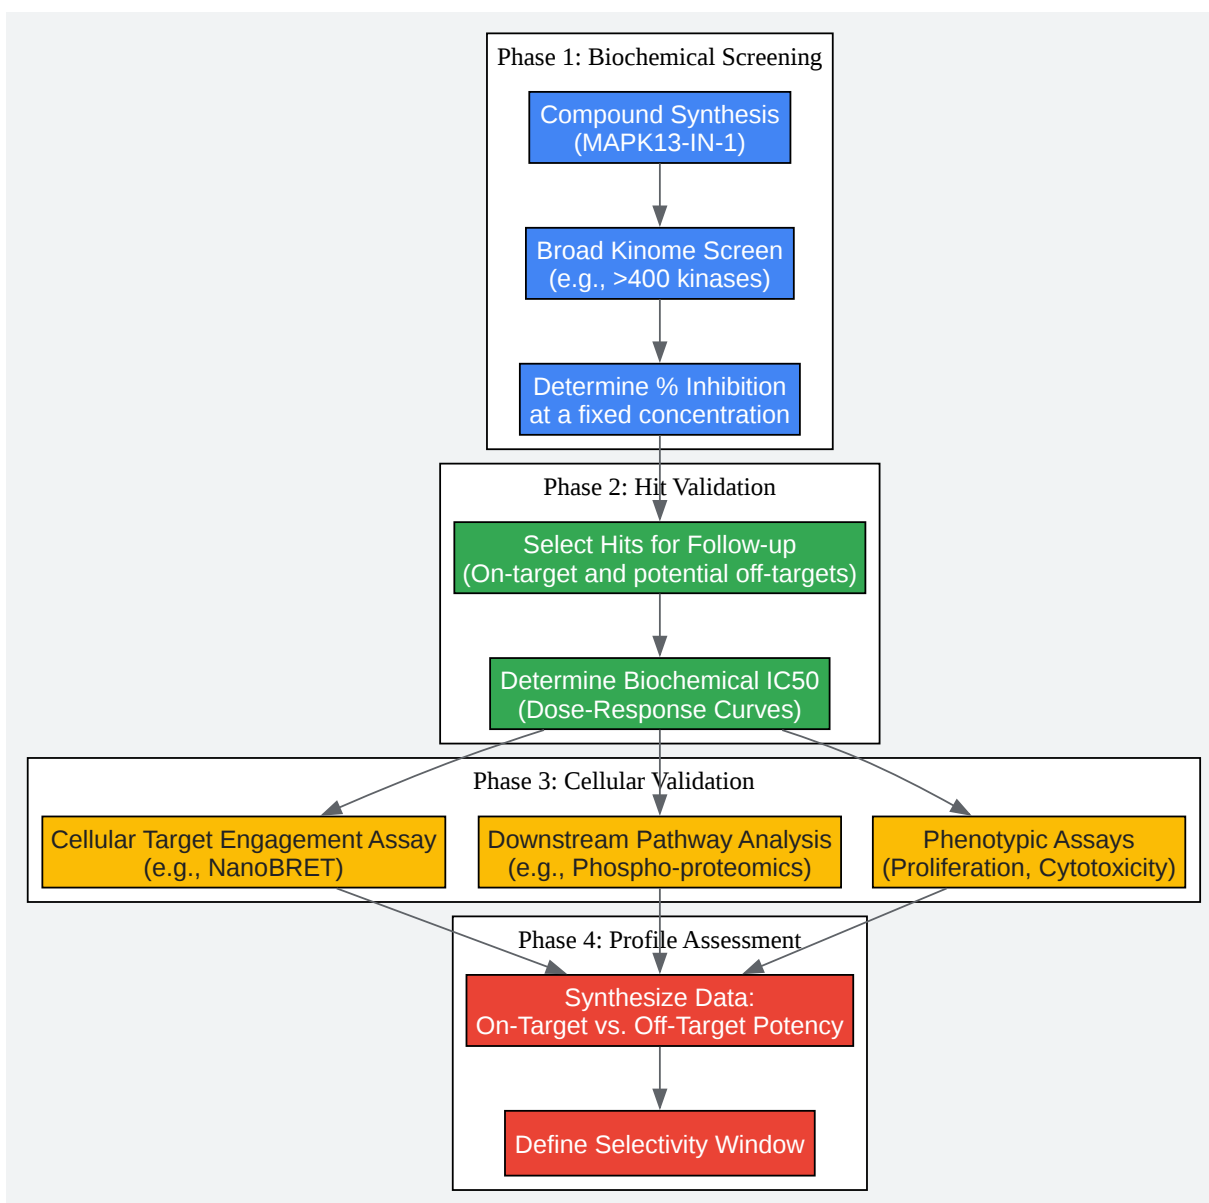 Phase 1: Biochemical Screening
Compound Synthesis
(MAPK13-IN-1)
Broad Kinome Screen
(e.g., >400 kinases)
Determine % Inhibition
at a fixed concentration
Phase 2: Hit Validation
Select Hits for Follow-up
(On-target and potential off-targets)
Determine Biochemical IC50
(Dose-Response Curves)
Phase 3: Cellular Validation
Cellular Target Engagement Assay
(e.g., NanoBRET)
Downstream Pathway Analysis
(e.g., Phospho-proteomics)
Phenotypic Assays
(Proliferation, Cytotoxicity)
Phase 4: Profile Assessment
Synthesize Data:
On-Target vs. Off-Target Potency
Define Selectivity Window